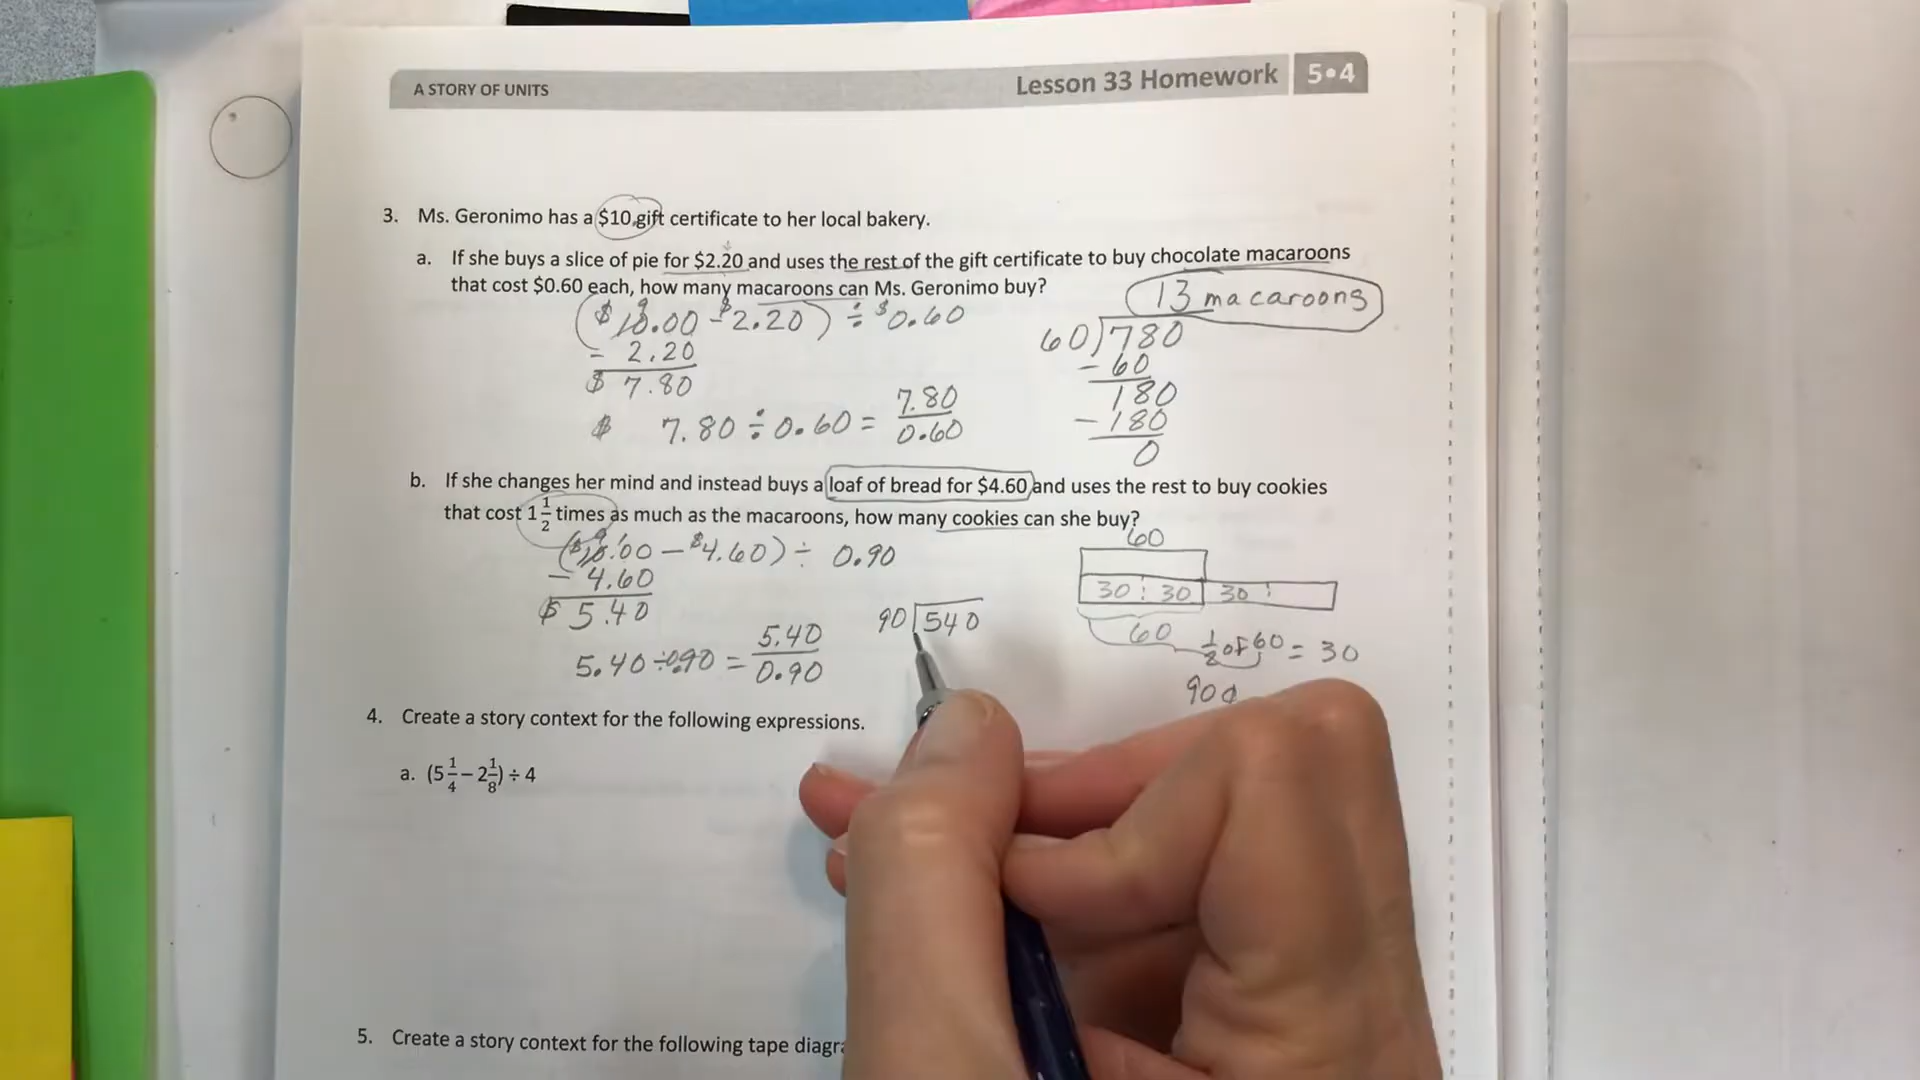 A STORY OF UNITS
Lesson 33 Homework 5•4
3. Ms. Geronimo has a $10 gift certificate to her local bakery.
a. If she buys a slice of pie for $2.20 and uses the rest of the gift certificate to buy chocolate macaroons
that cost $0.60 each, how many macaroons can Ms. Geronimo buy?
13 macaroons
($10.00 - $2.20) ÷ $0.60
- 2.20
$ 7.80
60)780
- 60
180
- 180
0
$ 7.80 ÷ 0.60 = 7.80/0.60
b. If she changes her mind and instead buys a loaf of bread for $4.60 and uses the rest to buy cookies
that cost 1 1/2 times as much as the macaroons, how many cookies can she buy?
($10.00 - $4.60) ÷ 0.90
- 4.60
$ 5.40
5.40 ÷ 0.90 = 5.40/0.90
90)540
60
30 30 30
60
1/2 of 60 = 30
90¢
4. Create a story context for the following expressions.
a. (5 1/4 − 2 1/8) ÷ 4
5. Create a story context for the following tape